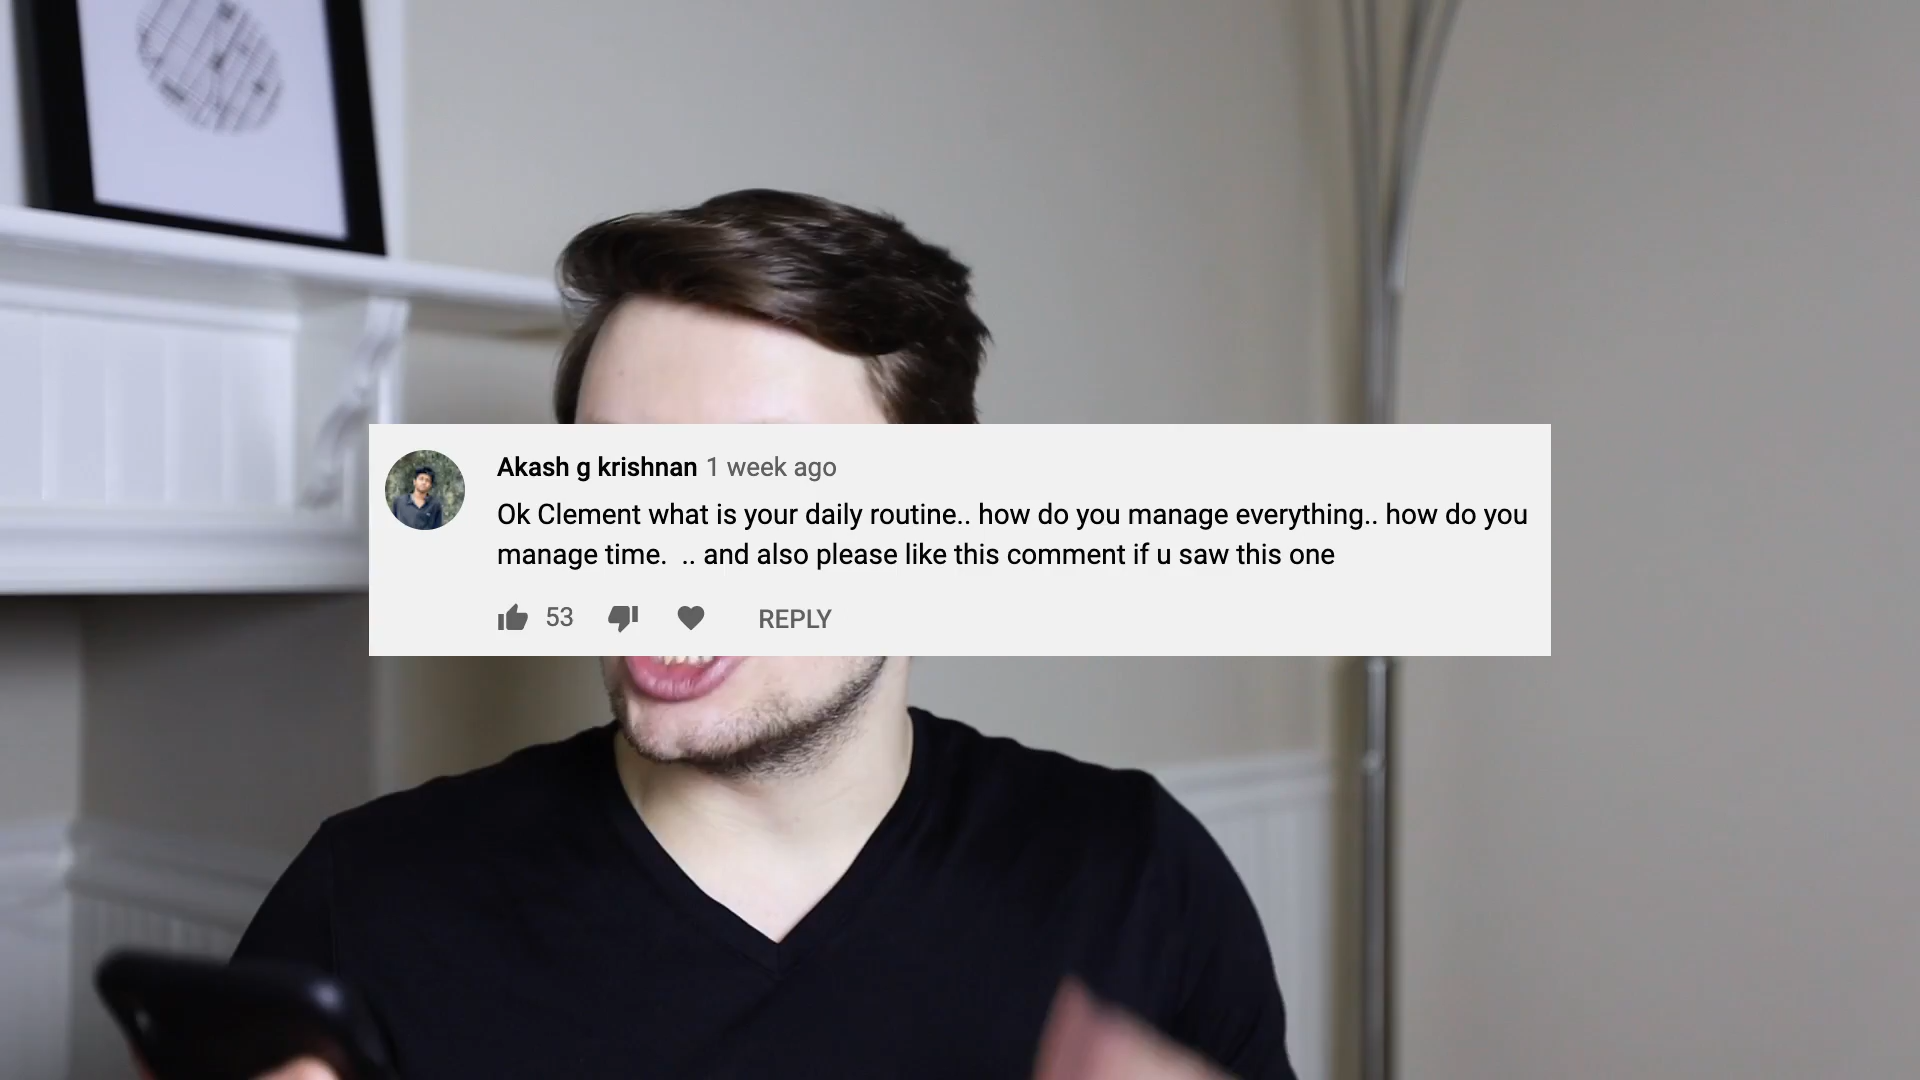 Akash g krishnan 1 week ago
Ok Clement what is your daily routine.. how do you manage everything.. how do you
manage time.  .. and also please like this comment if u saw this one
53 REPLY